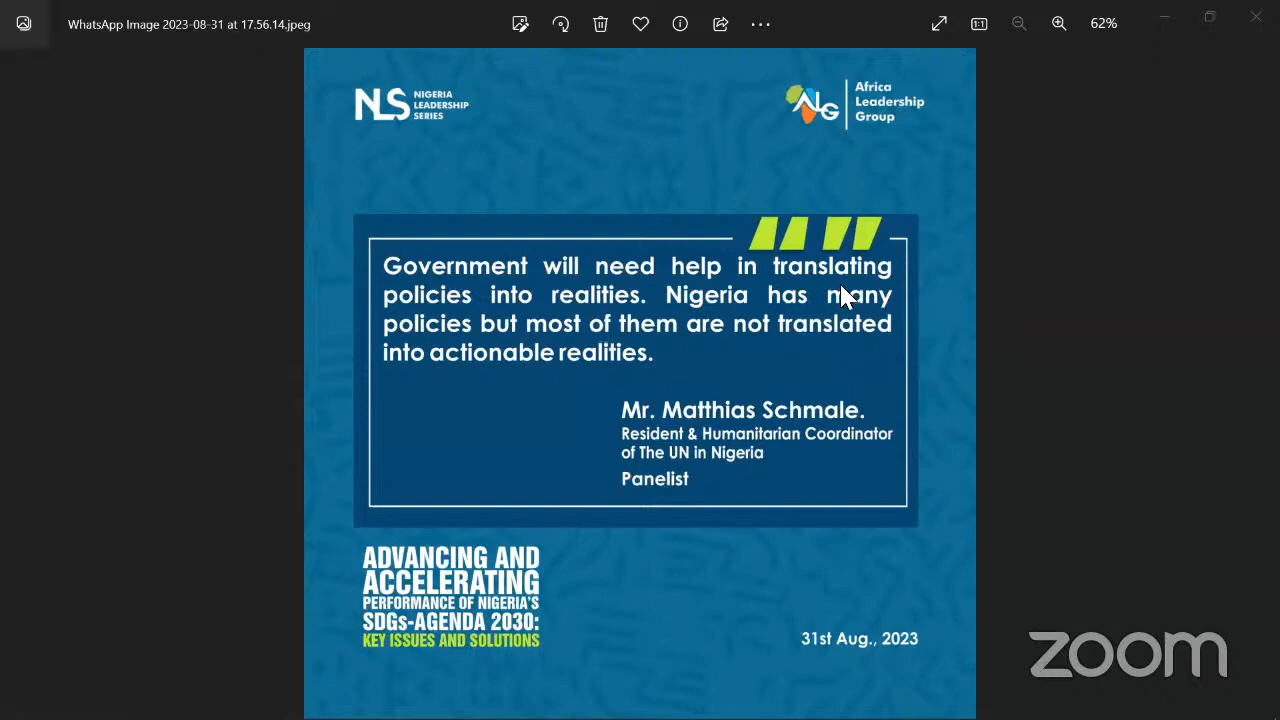 WhatsApp Image 2023-08-31 at 17.56.14.jpeg
62%
NLS NIGERIA
LEADERSHIP
SERIES
ALG Africa
Leadership
Group
Government will need help in translating
policies into realities. Nigeria has many
policies but most of them are not translated
into actionable realities.
Mr. Matthias Schmale.
Resident & Humanitarian Coordinator
of The UN in Nigeria
Panelist
ADVANCING AND
ACCELERATING
PERFORMANCE OF NIGERIA'S
SDGs-AGENDA 2030:
KEY ISSUES AND SOLUTIONS
31st Aug., 2023
zoom